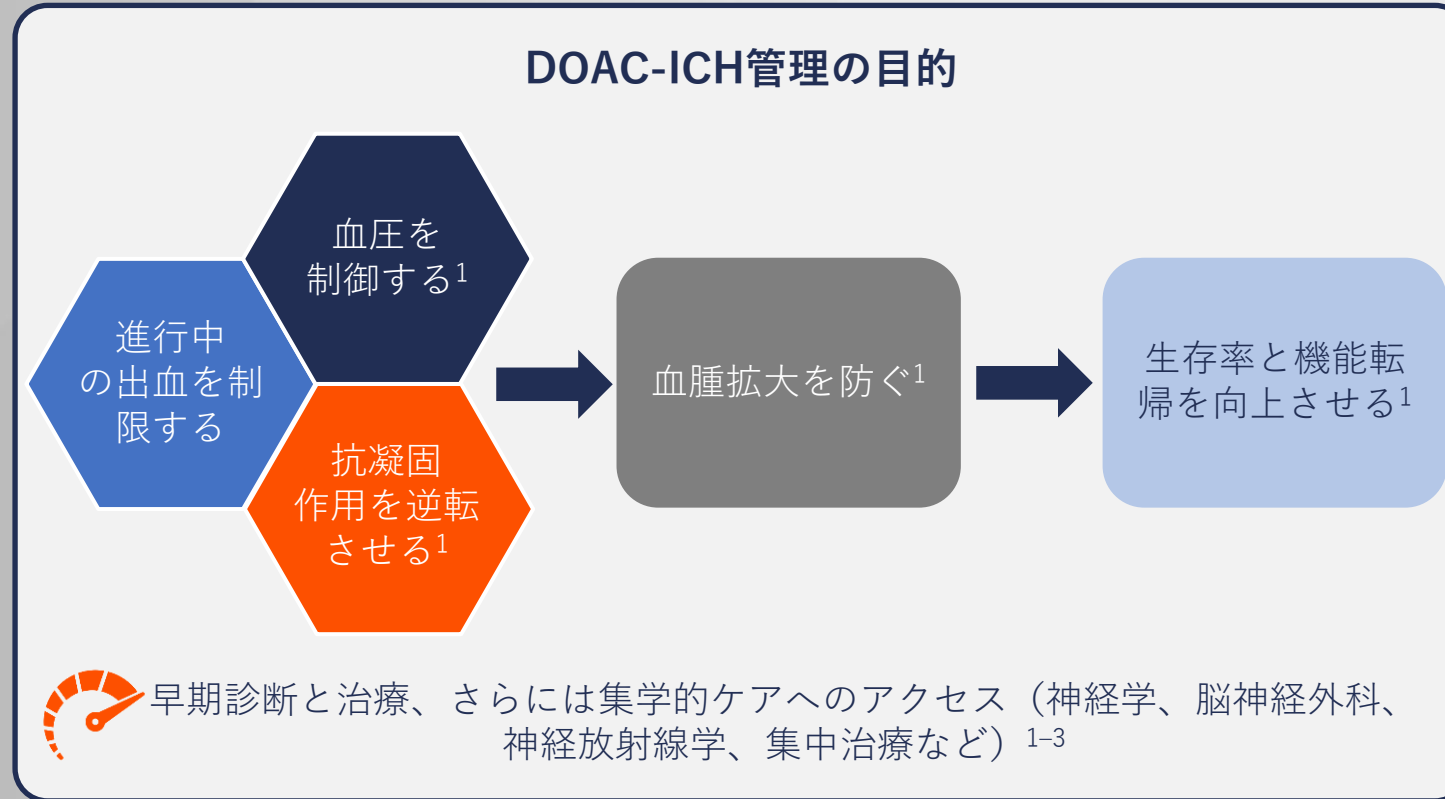 DOAC-ICH管理の目的
血圧を
制御する1
進行中
の出血を制
限する
抗凝固
作用を逆転
させる1
血腫拡大を防ぐ1
生存率と機能転
帰を向上させる1
早期診断と治療、さらには集学的ケアへのアクセス（神経学、脳神経外科、
神経放射線学、集中治療など）1–3